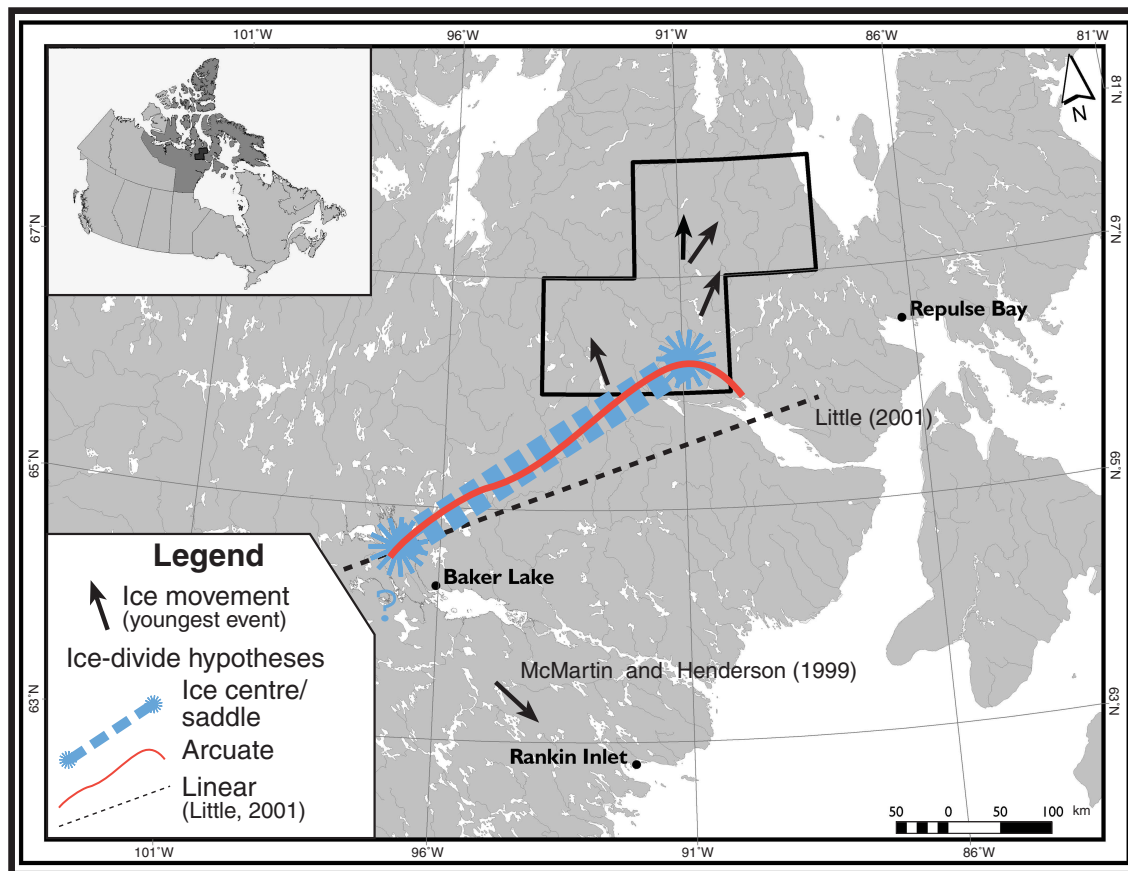 101°W
96°W
91°W
86°W
81°W
81°N
N
67°N
67°N
Repulse Bay
Little (2001)
65°N
65°N
Baker Lake
?
McMartin and Henderson (1999)
63°N
63°N
Rankin Inlet
Legend
Ice movement
(youngest event)
Ice-divide hypotheses
Ice centre/
saddle
Arcuate
Linear
(Little, 2001)
50 0 50 100 km
101°W
96°W
91°W
86°W